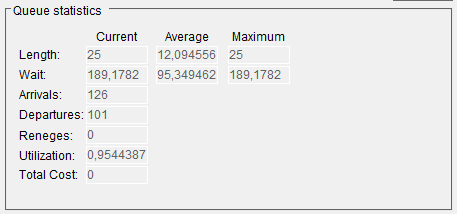 Queue statistics
Current Average Maximum
Length: 25 12,094556 25
Wait: 189,1782 95,349462 189,1782
Arrivals: 126
Departures: 101
Reneges: 0
Utilization: 0,9544387
Total Cost: 0